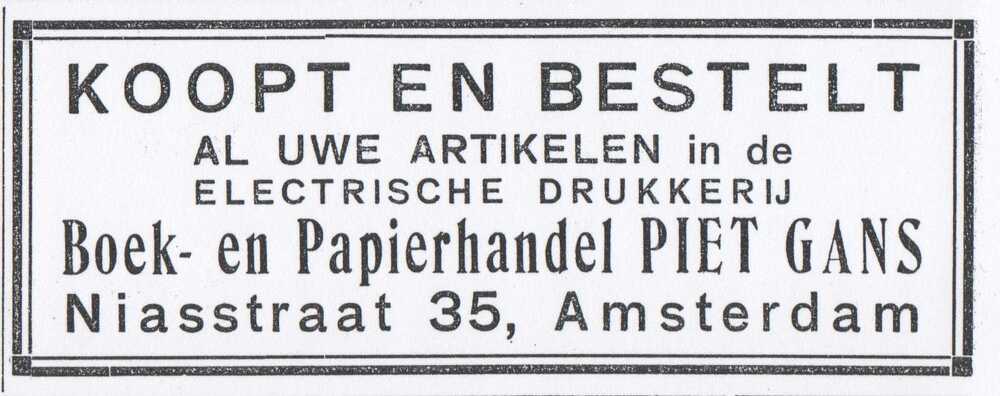 KOOPT EN BESTELT
AL UWE ARTIKELEN in de
ELECTRISCHE DRUKKERIJ
Boek- en Papierhandel PIET GANS
Niasstraat 35, Amsterdam